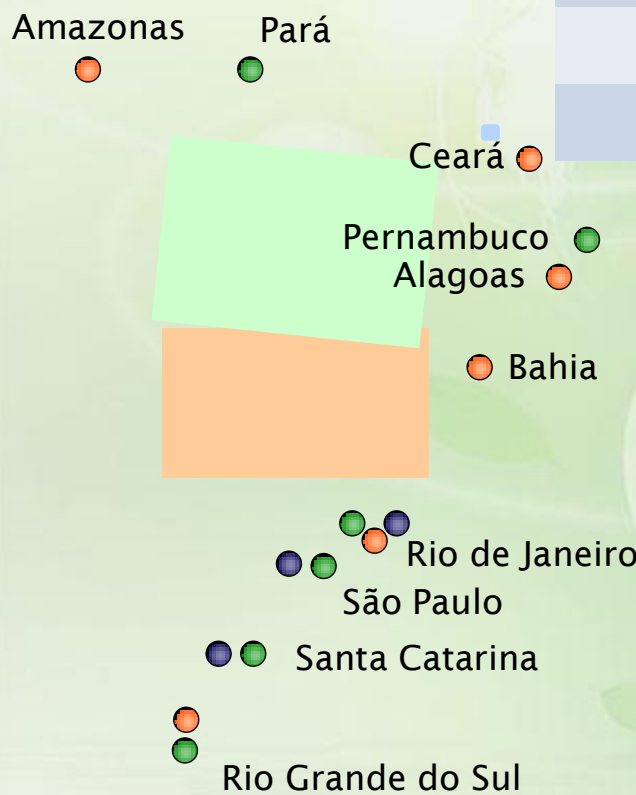 Amazonas
Pará
Ceará
Pernambuco
Alagoas
Bahia
Rio de Janeiro
São Paulo
Santa Catarina
Rio Grande do Sul